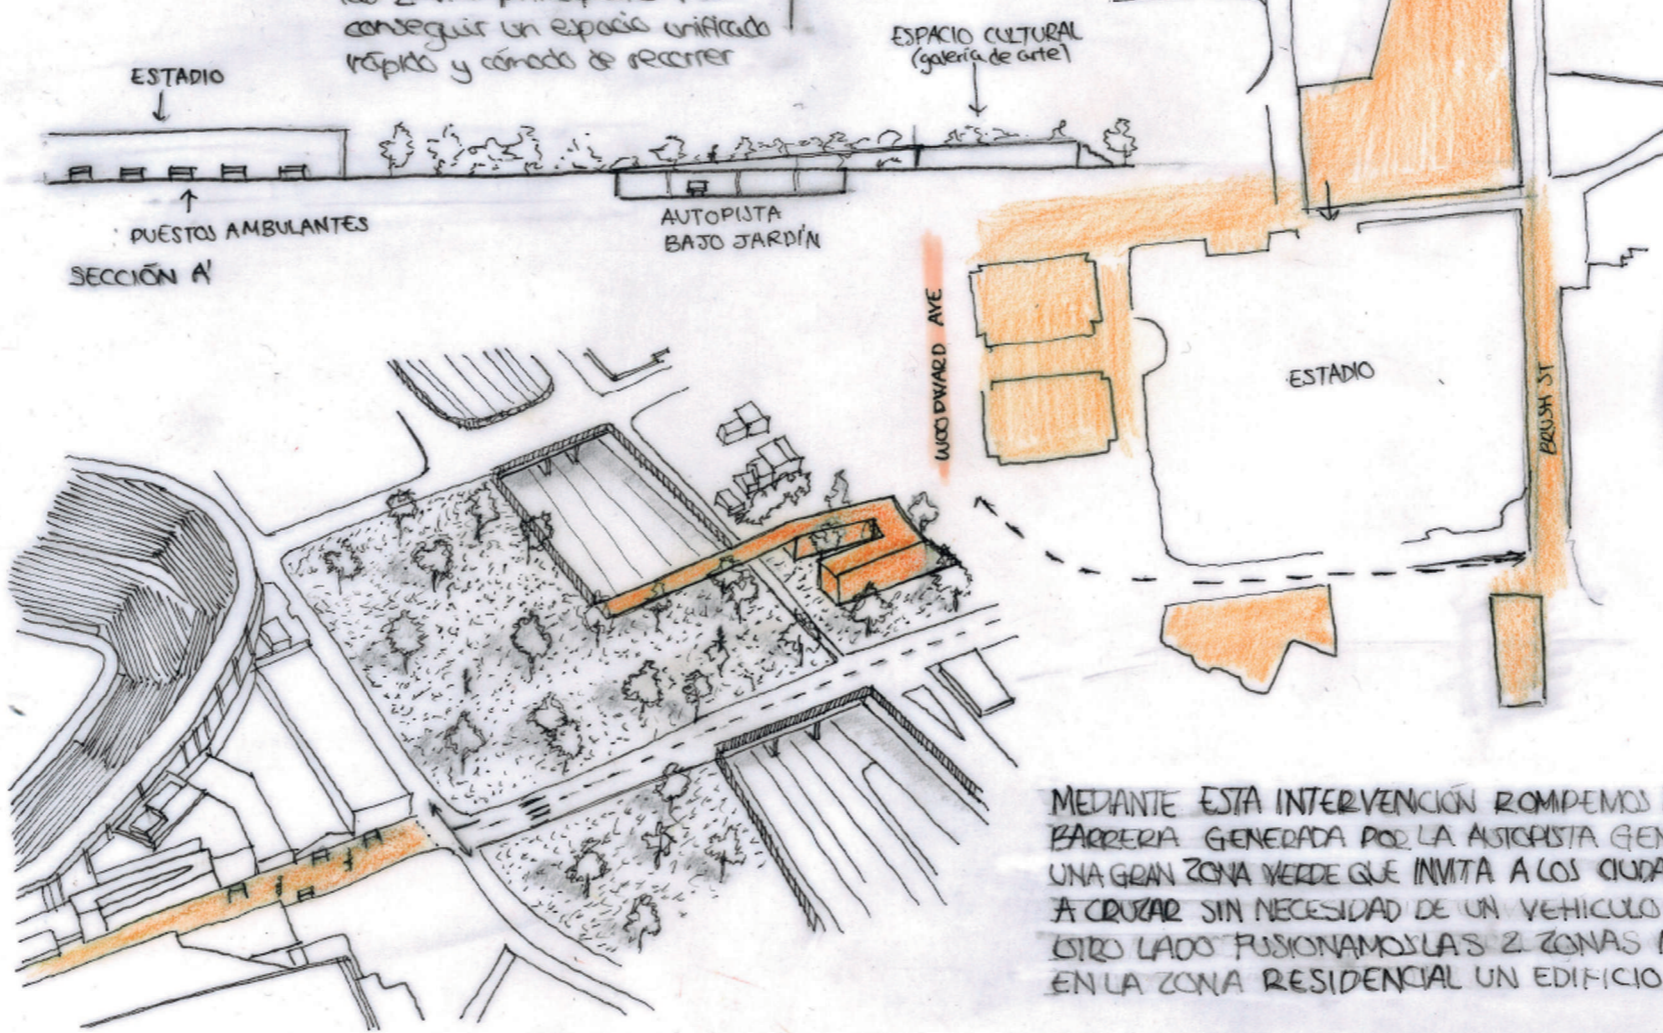 conseguir un espacio unificado
rápido y cómodo de recorrer
ESTADIO
ESPACIO CULTURAL
(galería de arte)
PUESTOS AMBULANTES
AUTOPISTA
BAJO JARDÍN
SECCIÓN A'
WOODWARD AVE
ESTADIO
BRUSH ST
MEDIANTE ESTA INTERVENCIÓN ROMPEMOS
BARRERA GENERADA POR LA AUTOPISTA GEN
UNA GRAN ZONA VERDE QUE INVITA A LOS CIUDA
A CRUZAR SIN NECESIDAD DE UN VEHICULO
OTRO LADO FUSIONAMOS LAS 2 ZONAS
EN LA ZONA RESIDENCIAL UN EDIFICIO